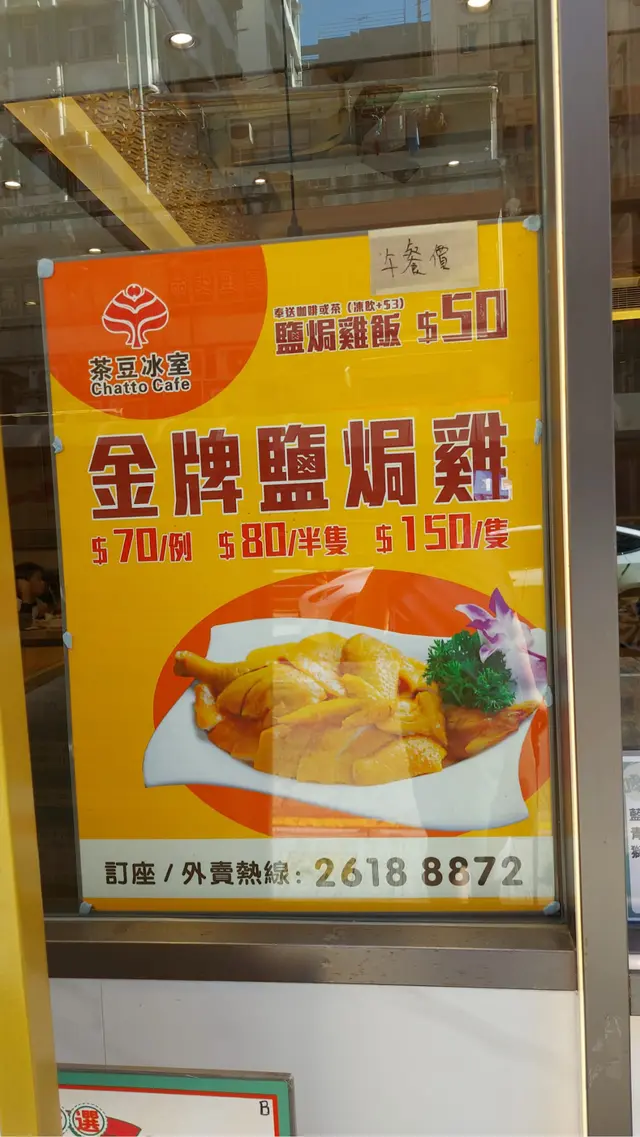 午餐價
奉送咖啡或茶 (凍飲+$3)
鹽焗雞飯 $50
茶豆冰室
Chatto Cafe
金牌鹽焗雞
$70/例 $80/半隻 $150/隻
訂座 / 外賣熱線: 2618 8872
選
B